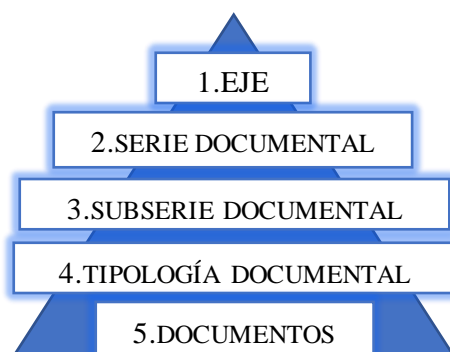 1.EJE
2.SERIE DOCUMENTAL
3.SUBSERIE DOCUMENTAL
4.TIPOLOGÍA DOCUMENTAL
5.DOCUMENTOS